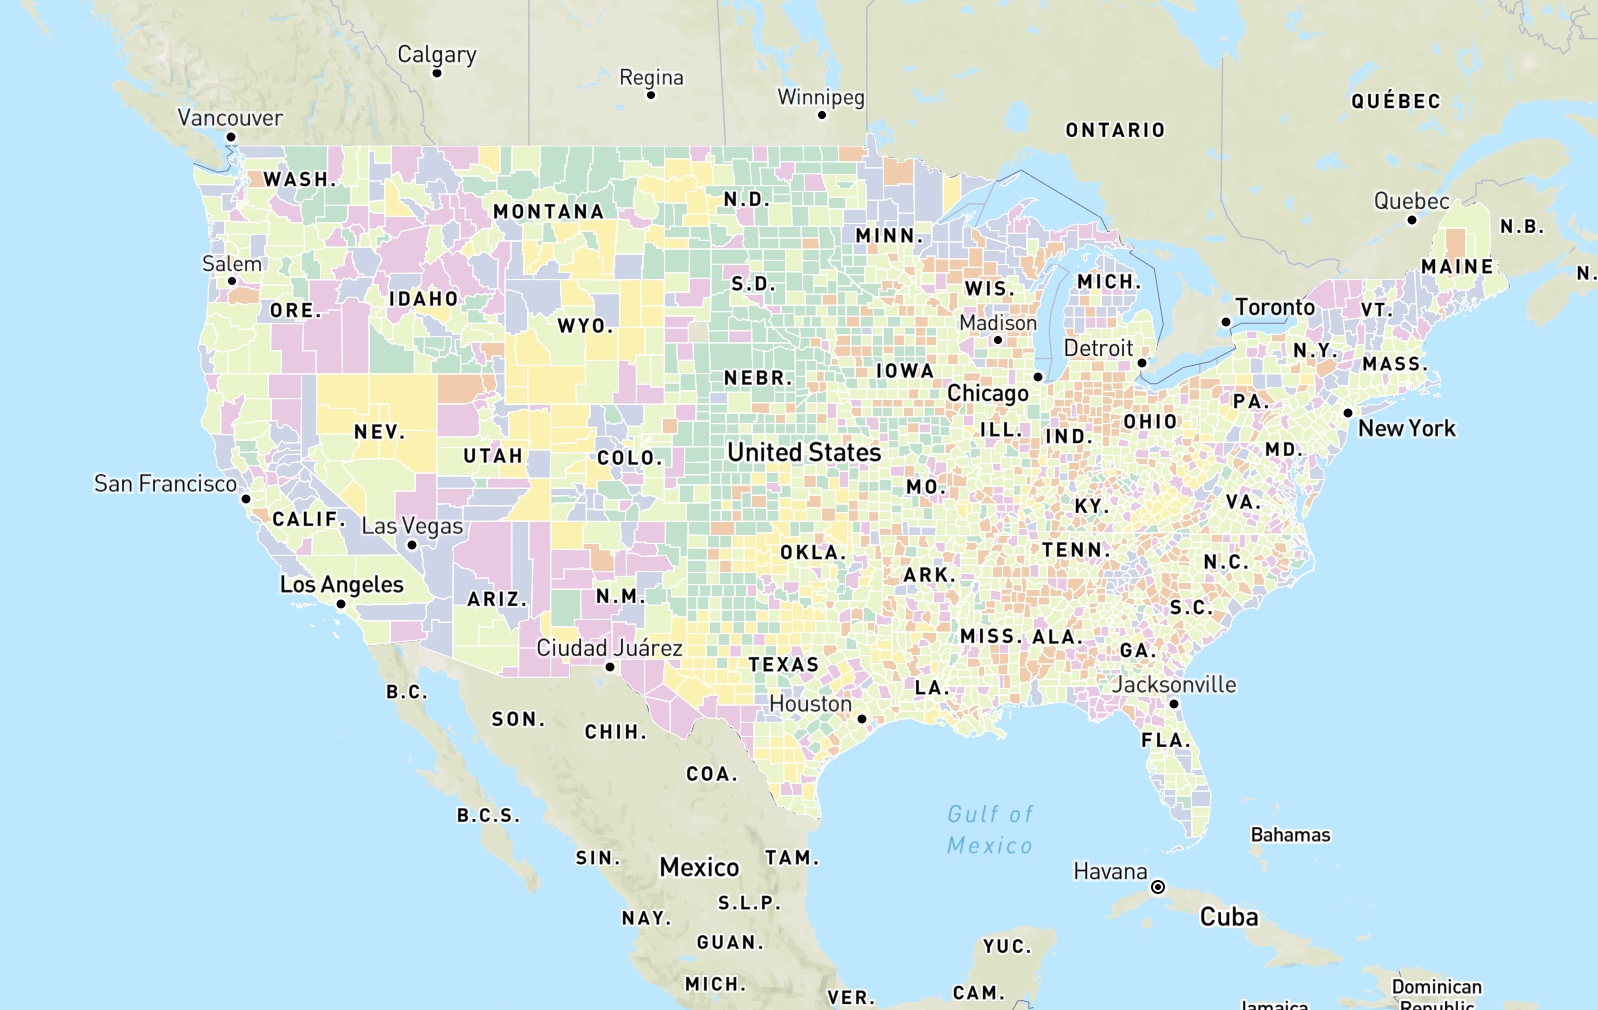 Calgary
Regina
Winnipeg
QUÉBEC
Vancouver
ONTARIO
WASH.
MONTANA
N.D.
Quebec
N.B.
MINN.
Salem
MAINE
N.
ORE.
IDAHO
S.D.
WIS.
MICH.
Toronto
VT.
WYO.
Madison
Detroit
N.Y.
MASS.
NEBR.
IOWA
Chicago
PA.
NEV.
ILL.
IND.
OHIO
New York
UTAH
COLO.
United States
MD.
San Francisco
MO.
KY.
VA.
CALIF.
Las Vegas
OKLA.
TENN.
N.C.
Los Angeles
ARIZ.
N.M.
ARK.
S.C.
MISS.
ALA.
Ciudad Juárez
TEXAS
GA.
B.C.
LA.
Jacksonville
SON.
CHIH.
Houston
FLA.
COA.
B.C.S.
Gulf of
Mexico
Bahamas
SIN.
Mexico
TAM.
Havana
S.L.P.
NAY.
Cuba
GUAN.
YUC.
MICH.
VER.
CAM.
Dominican
Republic
Jamaica